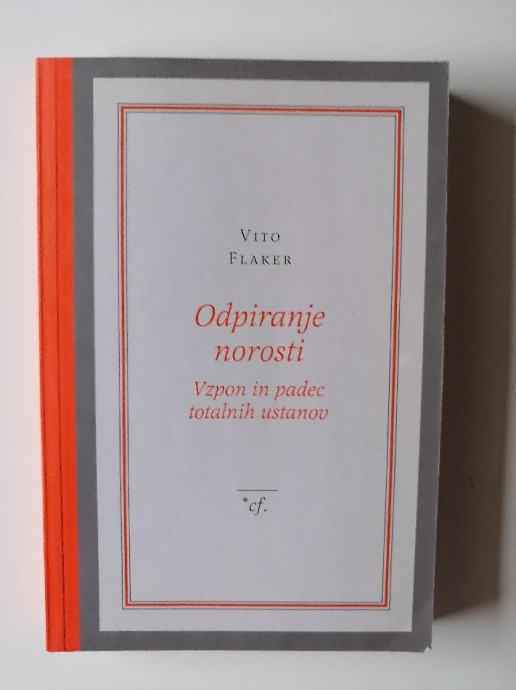 Vito
Flaker
Odpiranje
norosti
Vzpon in padec
totalnih ustanov
*cf.